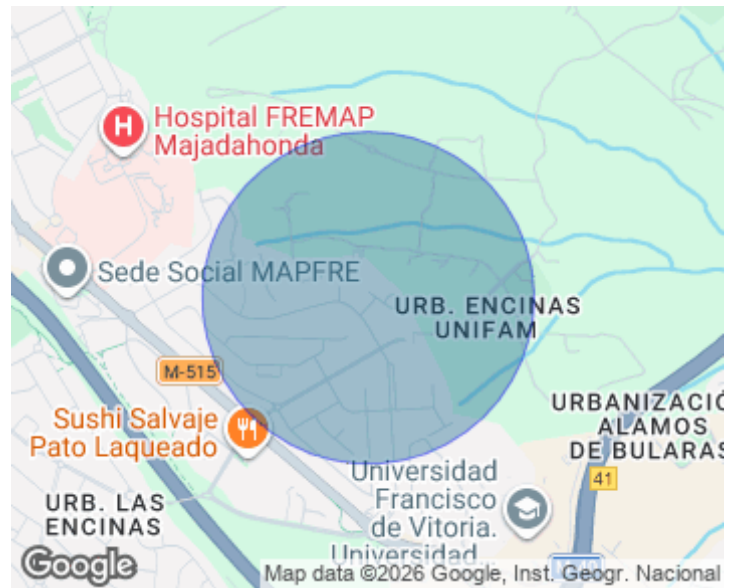 Hospital FREMAP
Majadahonda
H
Sede Social MAPFRE
URB. ENCINAS
UNIFAM
M-515
Sushi Salvaje
Pato Laqueado
URBANIZACIÓ
ALAMOS
DE BULARAS
41
Universidad
Francisco
de Vitoria.
Universidad
URB. LAS
ENCINAS
Google
Map data ©2026 Google, Inst. Geogr. Nacional